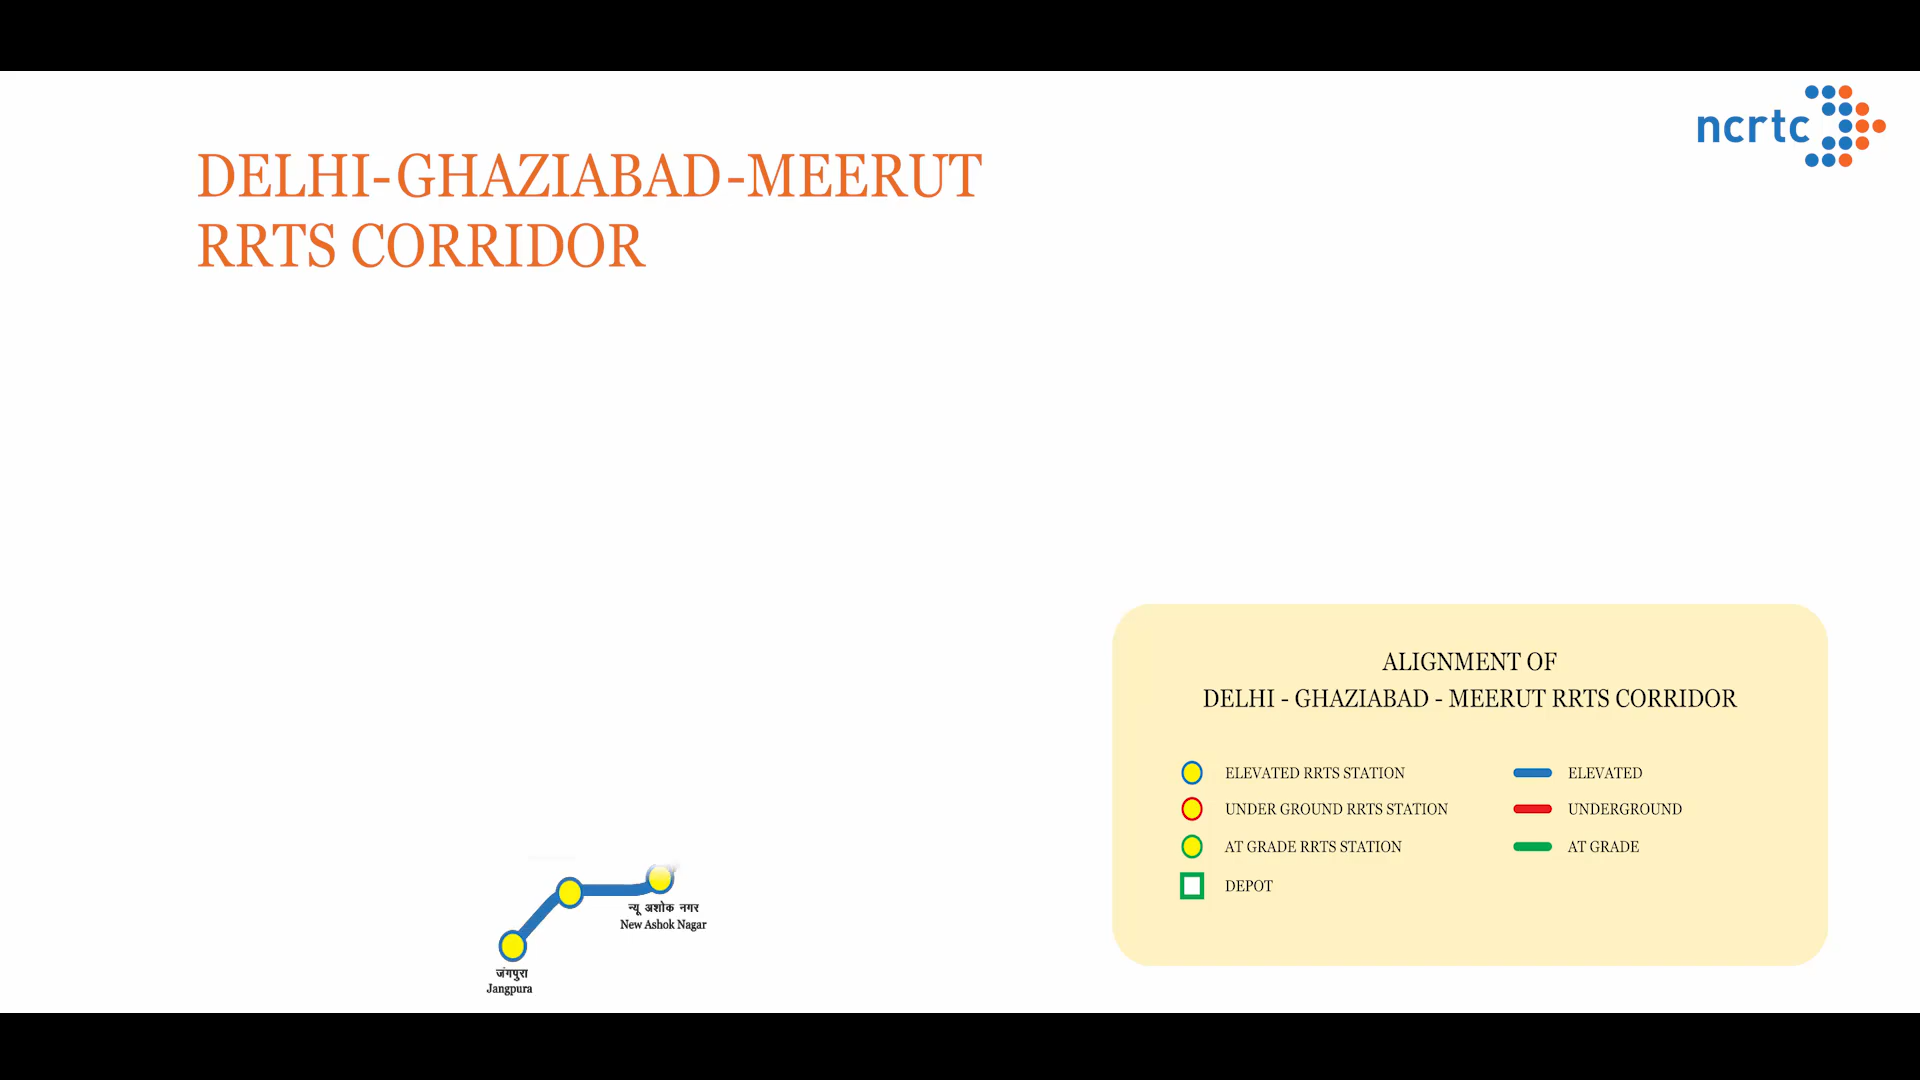 ncrtc
DELHI-GHAZIABAD-MEERUT
RRTS CORRIDOR
ALIGNMENT OF
DELHI - GHAZIABAD - MEERUT RRTS CORRIDOR
ELEVATED RRTS STATION
ELEVATED
UNDER GROUND RRTS STATION
UNDERGROUND
AT GRADE RRTS STATION
AT GRADE
DEPOT
न्यू अशोक नगर
New Ashok Nagar
जंगपुरा
Jangpura